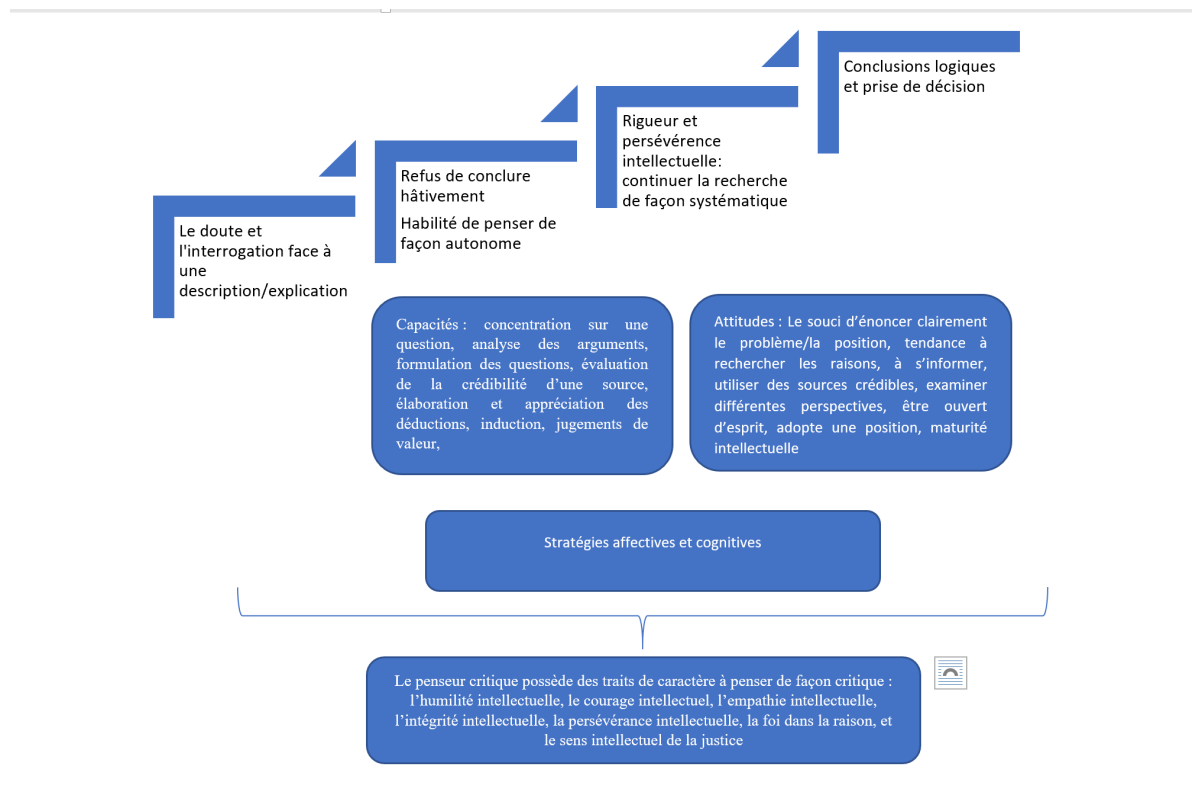 Le doute et
l'interrogation face à
une
description/explication
Refus de conclure
hâtivement
Habilité de penser de
façon autonome
Rigueur et
persévérence
intellectuelle:
continuer la recherche
de façon systématique
Conclusions logiques
et prise de décision
Capacités : concentration sur une
question, analyse des arguments,
formulation des questions, évaluation
de la crédibilité d’une source,
élaboration et appréciation des
déductions, induction, jugements de
valeur,
Attitudes : Le souci d’énoncer clairement
le problème/la position, tendance à
rechercher les raisons, à s’informer,
utiliser des sources crédibles, examiner
différentes perspectives, être ouvert
d’esprit, adopte une position, maturité
intellectuelle
Stratégies affectives et cognitives
Le penseur critique possède des traits de caractère à penser de façon critique :
l’humilité intellectuelle, le courage intellectuel, l’empathie intellectuelle,
l’intégrité intellectuelle, la persévérance intellectuelle, la foi dans la raison, et
le sens intellectuel de la justice